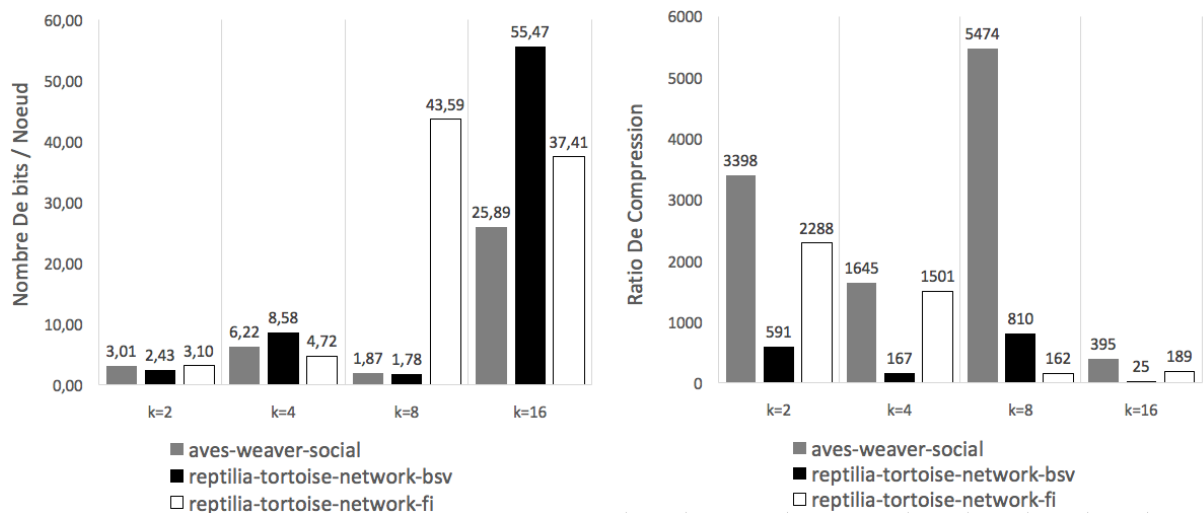 Nombre De bits / Noeud
60,00
50,00
40,00
30,00
20,00
10,00
0,00
3,01
2,43
3,10
6,22
8,58
4,72
1,87
1,78
43,59
25,89
55,47
37,41
k=2
k=4
k=8
k=16
aves-weaver-social
reptilia-tortoise-network-bsv
reptilia-tortoise-network-fi
Ratio De Compression
6000
5000
4000
3000
2000
1000
0
3398
591
2288
1645
167
1501
5474
810
162
395
25
189
k=2
k=4
k=8
k=16
aves-weaver-social
reptilia-tortoise-network-bsv
reptilia-tortoise-network-fi